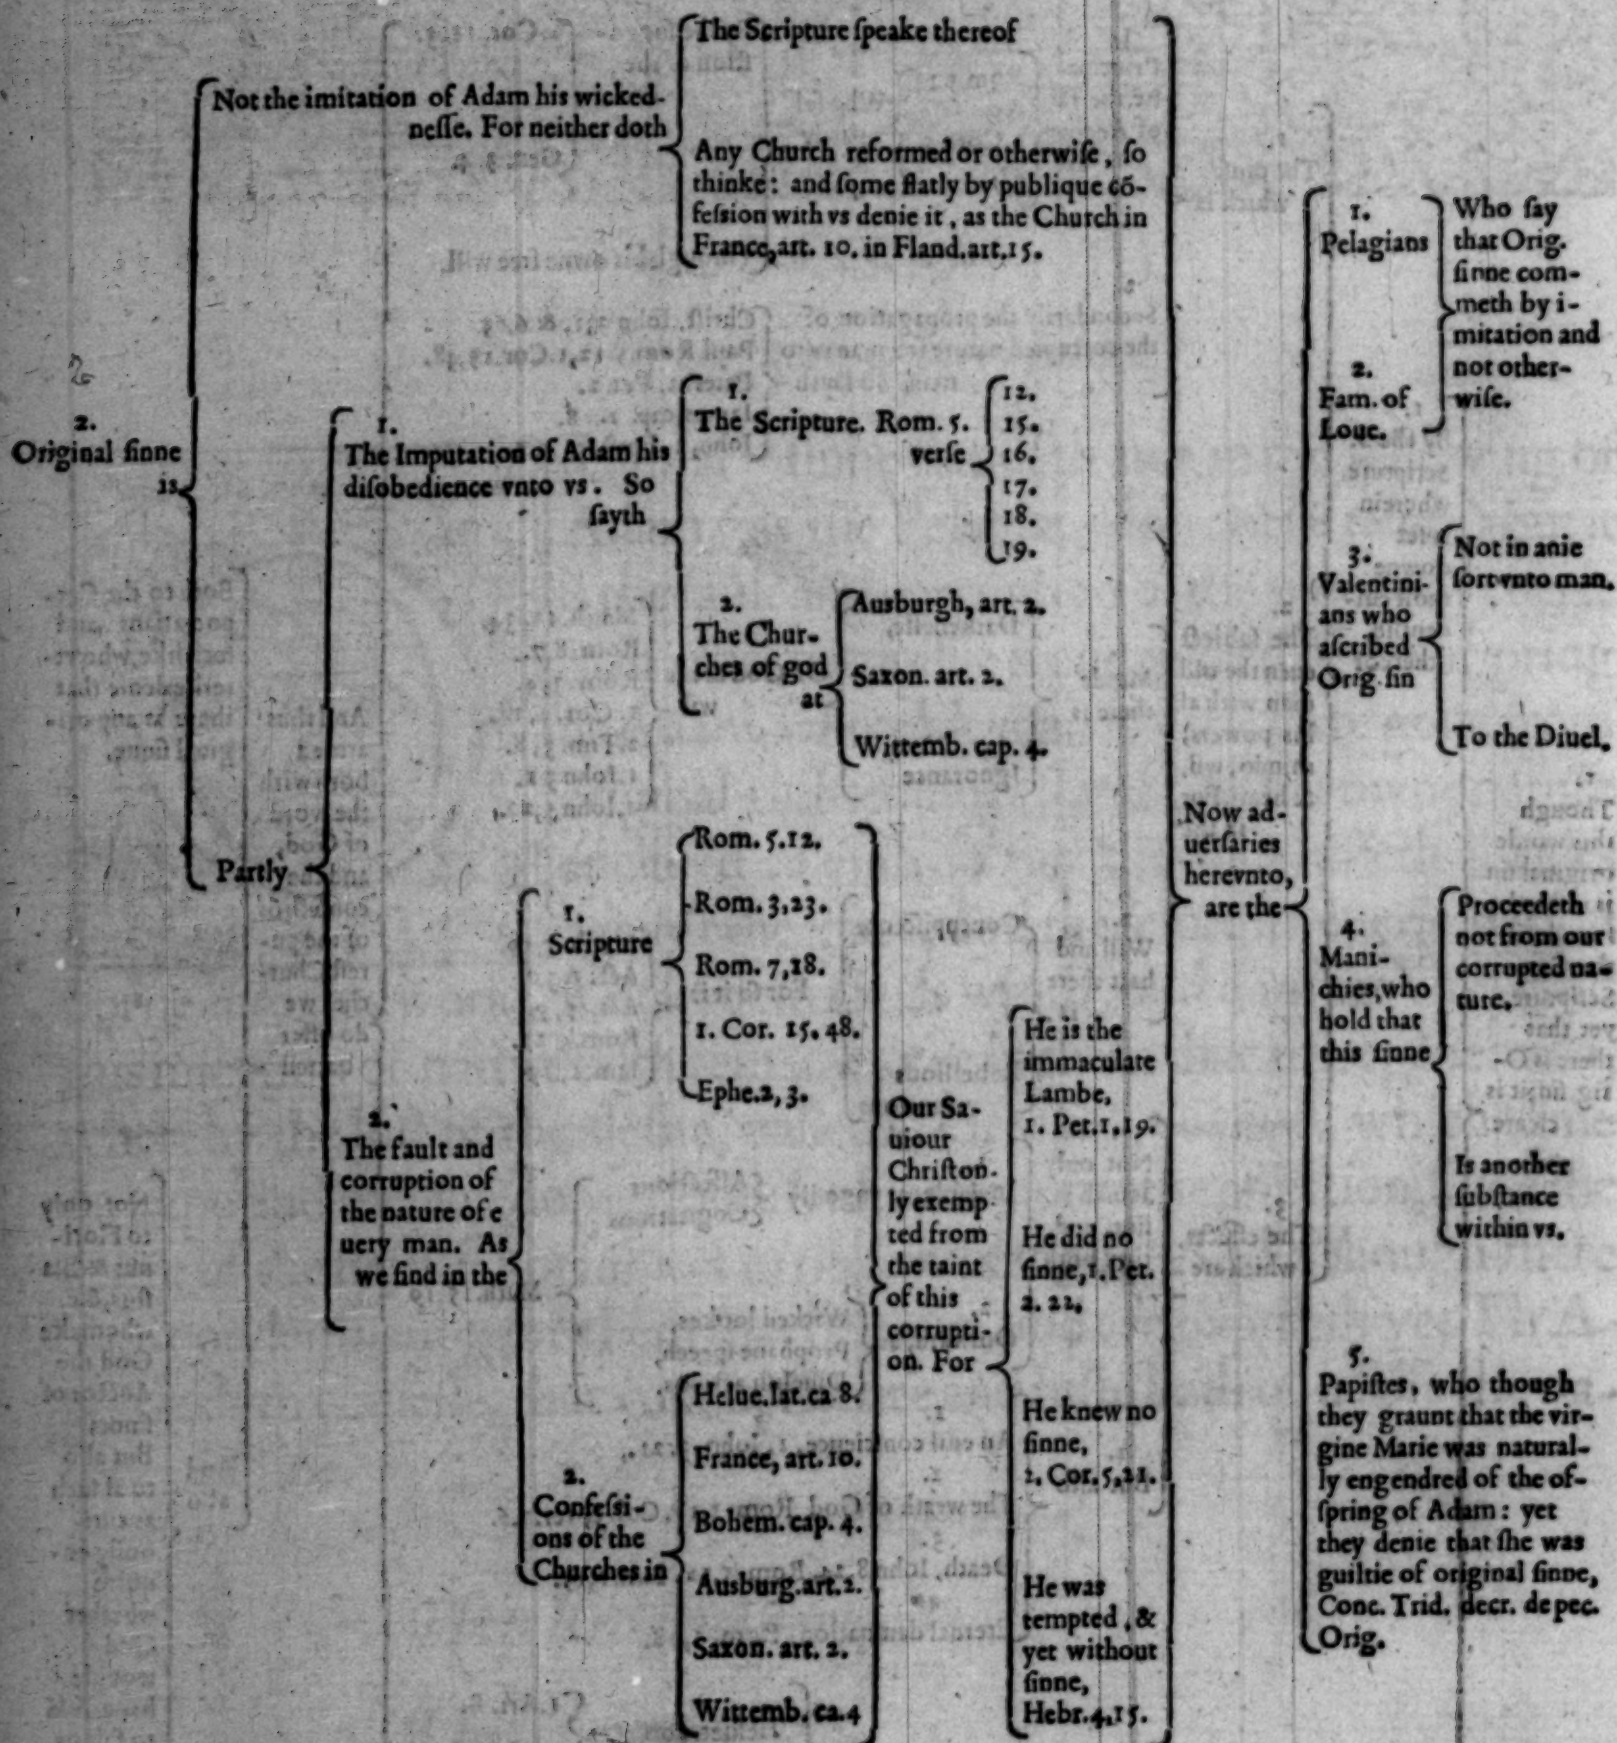 2.
Original ſinne
is
Not the imitation of Adam his wicked-
neſſe. For neither doth
The Scripture ſpeake thereof
Any Church reformed or otherwiſe, ſo
thinke: and ſome flatly by publique cõ-
feſsion with vs denie it, as the Church in
France, art. 10. in Fland. art. 15.
Partly
1.
The Imputation of Adam his
diſobedience vnto vs. So
ſayth
1.
The Scripture. Rom. 5.
verſe
12.
15.
16.
17.
18.
19.
2.
The Chur-
ches of god
at
Ausburgh, art. 2.
Saxon. art. 2.
Wittemb. cap. 4.
2.
The fault and
corruption of
the nature of e
uery man. As
we find in the
1.
Scripture
Rom. 5.12.
Rom. 3,23.
Rom. 7,18.
1. Cor. 15. 48.
Ephe.2, 3.
2.
Confeſsi-
ons of the
Churches in
Helue.lat.ca 8.
France, art. 10.
Bohem. cap. 4.
Ausburg.art.2.
Saxon. art. 2.
Wittemb. ca.4
Our Sa-
uiour
Chriſt on-
ly exemp-
ted from
the taint
of this
corrupti-
on. For
He is the
immaculate
Lambe,
1. Pet.1.19.
He did no
ſinne,1. Pet.
2. 22.
He knew no
ſinne,
2. Cor. 5,21.
He was
tempted, &
yet without
ſinne,
Hebr.4,15.
Now ad-
uerſaries
herevnto,
are the
1.
Pelagians
2.
Fam. of
Loue.
Who ſay
that Orig.
ſinne com-
meth by i-
mitation and
not other-
wiſe.
3.
Valentini-
ans who
aſcribed
Orig. ſin
Not in anie
ſort vnto man.
To the Diuel.
4.
Mani-
chies, who
hold that
this ſinne
Proceedeth
not from our
corrupted na-
ture.
Is another
ſubſtance
within vs.
5.
Papiſtes, who though
they graunt that the vir-
gine Marie was natural-
ly engendred of the of-
ſpring of Adam: yet
they denie that ſhe was
guiltie of original ſinne,
Conc. Trid. decr. de pec.
Orig.